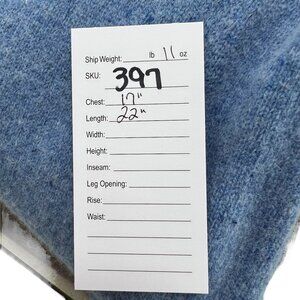 Ship Weight: lb 11 oz
SKU: 397
Chest: 17"
Length: 22"
Width:
Height:
Inseam:
Leg Opening:
Rise:
Waist: